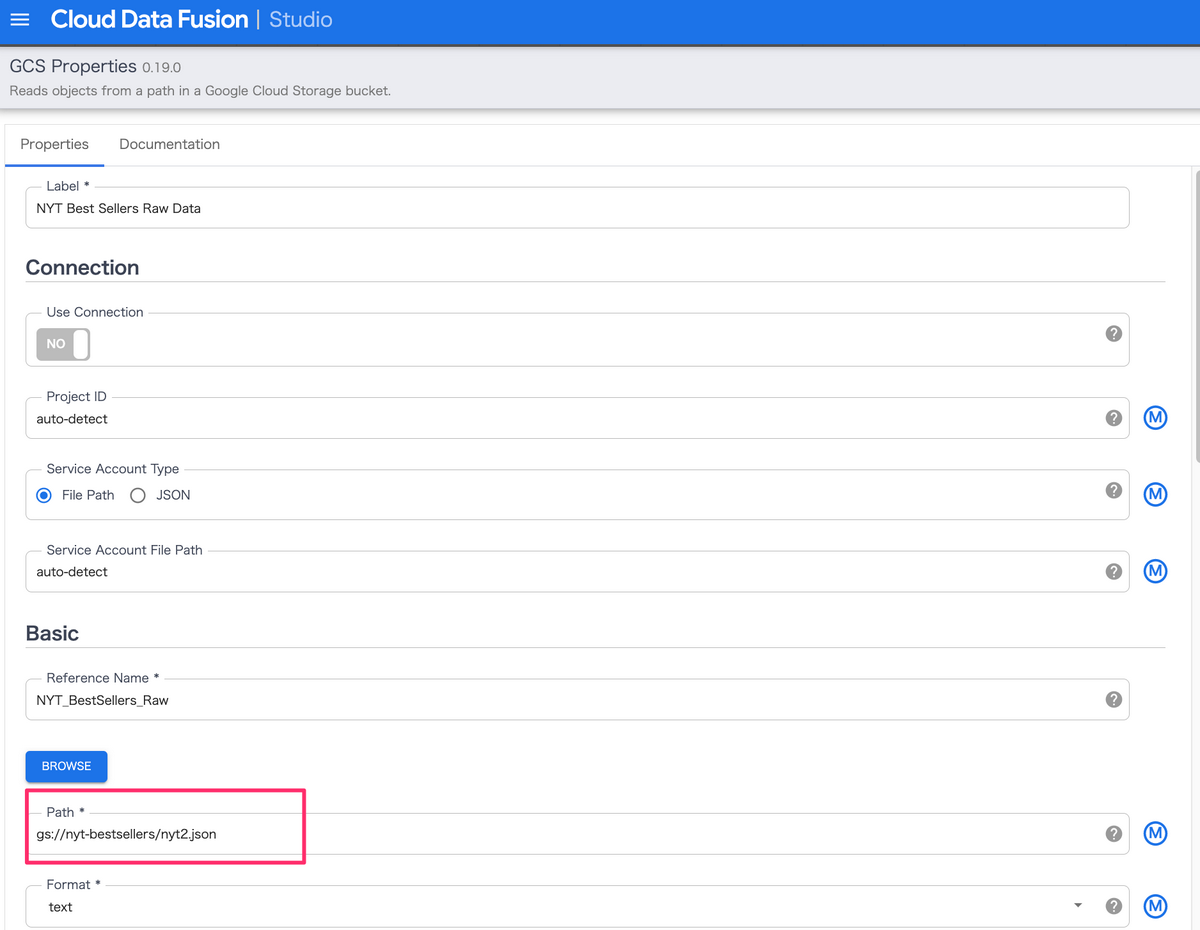 Cloud Data Fusion | Studio
GCS Properties 0.19.0
Reads objects from a path in a Google Cloud Storage bucket.
Properties Documentation
Label *
NYT Best Sellers Raw Data
Connection
Use Connection
NO
Project ID
auto-detect
M
Service Account Type
File Path JSON
M
Service Account File Path
auto-detect
M
Basic
Reference Name *
NYT_BestSellers_Raw
BROWSE
Path *
gs://nyt-bestsellers/nyt2.json
M
Format *
text
M